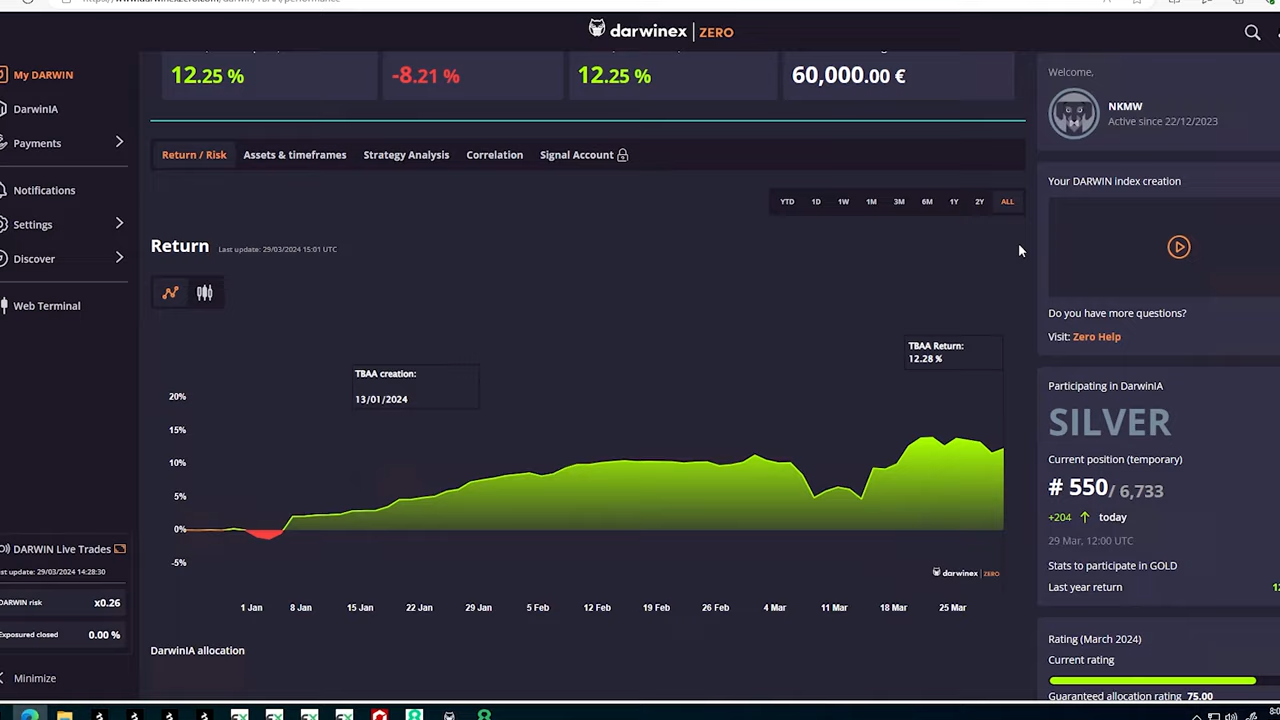 darwinex | ZERO
12.25 %
-8.21 %
12.25 %
60,000.00 €
My DARWIN
DarwinIA
Payments
Notifications
Settings
Discover
Web Terminal
DARWIN Live Trades
29/03/2024 14:28:30
DARWIN risk x0.26
Exposured closed 0.00 %
Minimize
Return / Risk Assets & timeframes Strategy Analysis Correlation Signal Account
YTD 1D 1W 1M 3M 6M 1Y 2Y ALL
Return Last update: 29/03/2024 15:01 UTC
TBAA Return:
12.28 %
TBAA creation:
13/01/2024
20%
15%
10%
5%
0%
-5%
darwinex | ZERO
1 Jan 8 Jan 15 Jan 22 Jan 29 Jan 5 Feb 12 Feb 19 Feb 26 Feb 4 Mar 11 Mar 18 Mar 25 Mar
DarwinIA allocation
Welcome,
NKMW
Active since 22/12/2023
Your DARWIN index creation
Do you have more questions?
Visit: Zero Help
Participating in DarwinIA
SILVER
Current position (temporary)
# 550 / 6,733
+204 today
29 Mar, 12:00 UTC
Stats to participate in GOLD
Last year return
Rating (March 2024)
Current rating
Guaranteed allocation rating 75.00